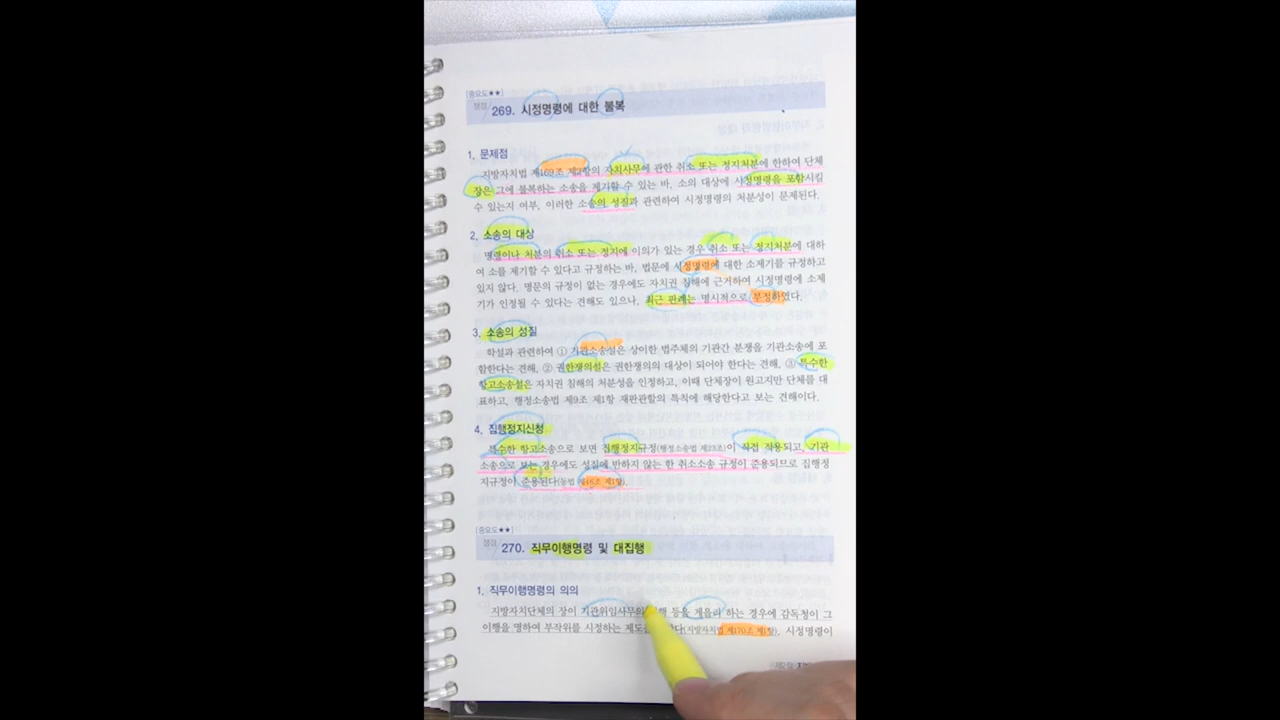 [중요도★★]
쟁점 269. 시정명령에 대한 불복
1. 문제점
지방자치법 제169조 제2항의 자치사무에 관한 취소 또는 정지처분에 한하여 단체
장은 그에 불복하는 소송을 제기할 수 있는 바, 소의 대상에 시정명령을 포함시킬
수 있는지 여부, 이러한 소송의 성질과 관련하여 시정명령의 처분성이 문제된다.
2. 소송의 대상
명령이나 처분의 취소 또는 정지에 이의가 있는 경우 취소 또는 정지처분에 대하
여 소를 제기할 수 있다고 규정하는 바, 법문에 시정명령에 대한 소제기를 규정하고
있지 않다. 명문의 규정이 없는 경우에도 자치권 침해에 근거하여 시정명령에 소제
기가 인정될 수 있다는 견해도 있으나, 최근 판례는 명시적으로 부정하였다.
3. 소송의 성질
학설과 관련하여 ① 기관소송설은 상이한 법주체의 기관간 분쟁을 기관소송에 포
함한다는 견해, ② 권한쟁의설은 권한쟁의의 대상이 되어야 한다는 견해, ③ 특수한
항고소송설은 자치권 침해의 처분성을 인정하고, 이때 단체장이 원고지만 단체를 대
표하고, 행정소송법 제9조 제1항 재판관할의 특칙에 해당한다고 보는 견해이다.
4. 집행정지신청
특수한 항고소송으로 보면 집행정지규정(행정소송법 제23조)이 직접 적용되고, 기관
소송으로 보는 경우에도 성질에 반하지 않는 한 취소소송 규정이 준용되므로 집행정
지규정이 준용된다(동법 제46조 제1항).
[중요도★★]
쟁점 270. 직무이행명령 및 대집행
1. 직무이행명령의 의의
지방자치단체의 장이 기관위임사무의 등을 게을리 하는 경우에 감독청이 그
이행을 명하여 부작위를 시정하는 (지방자치법 제170조 제1항). 시정명령이